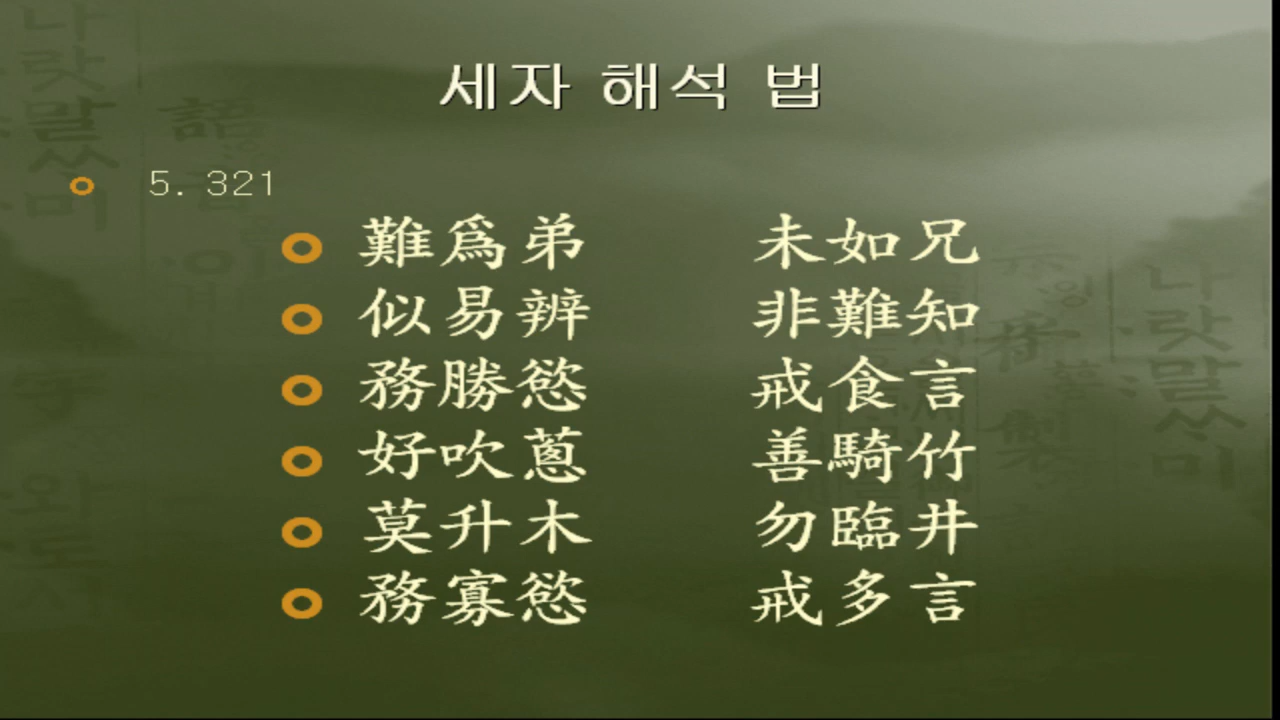 세자 해석 법
5. 321
難爲弟 未如兄
似易辨 非難知
務勝慾 戒食言
好吹蔥 善騎竹
莫升木 勿臨井
務寡慾 戒多言